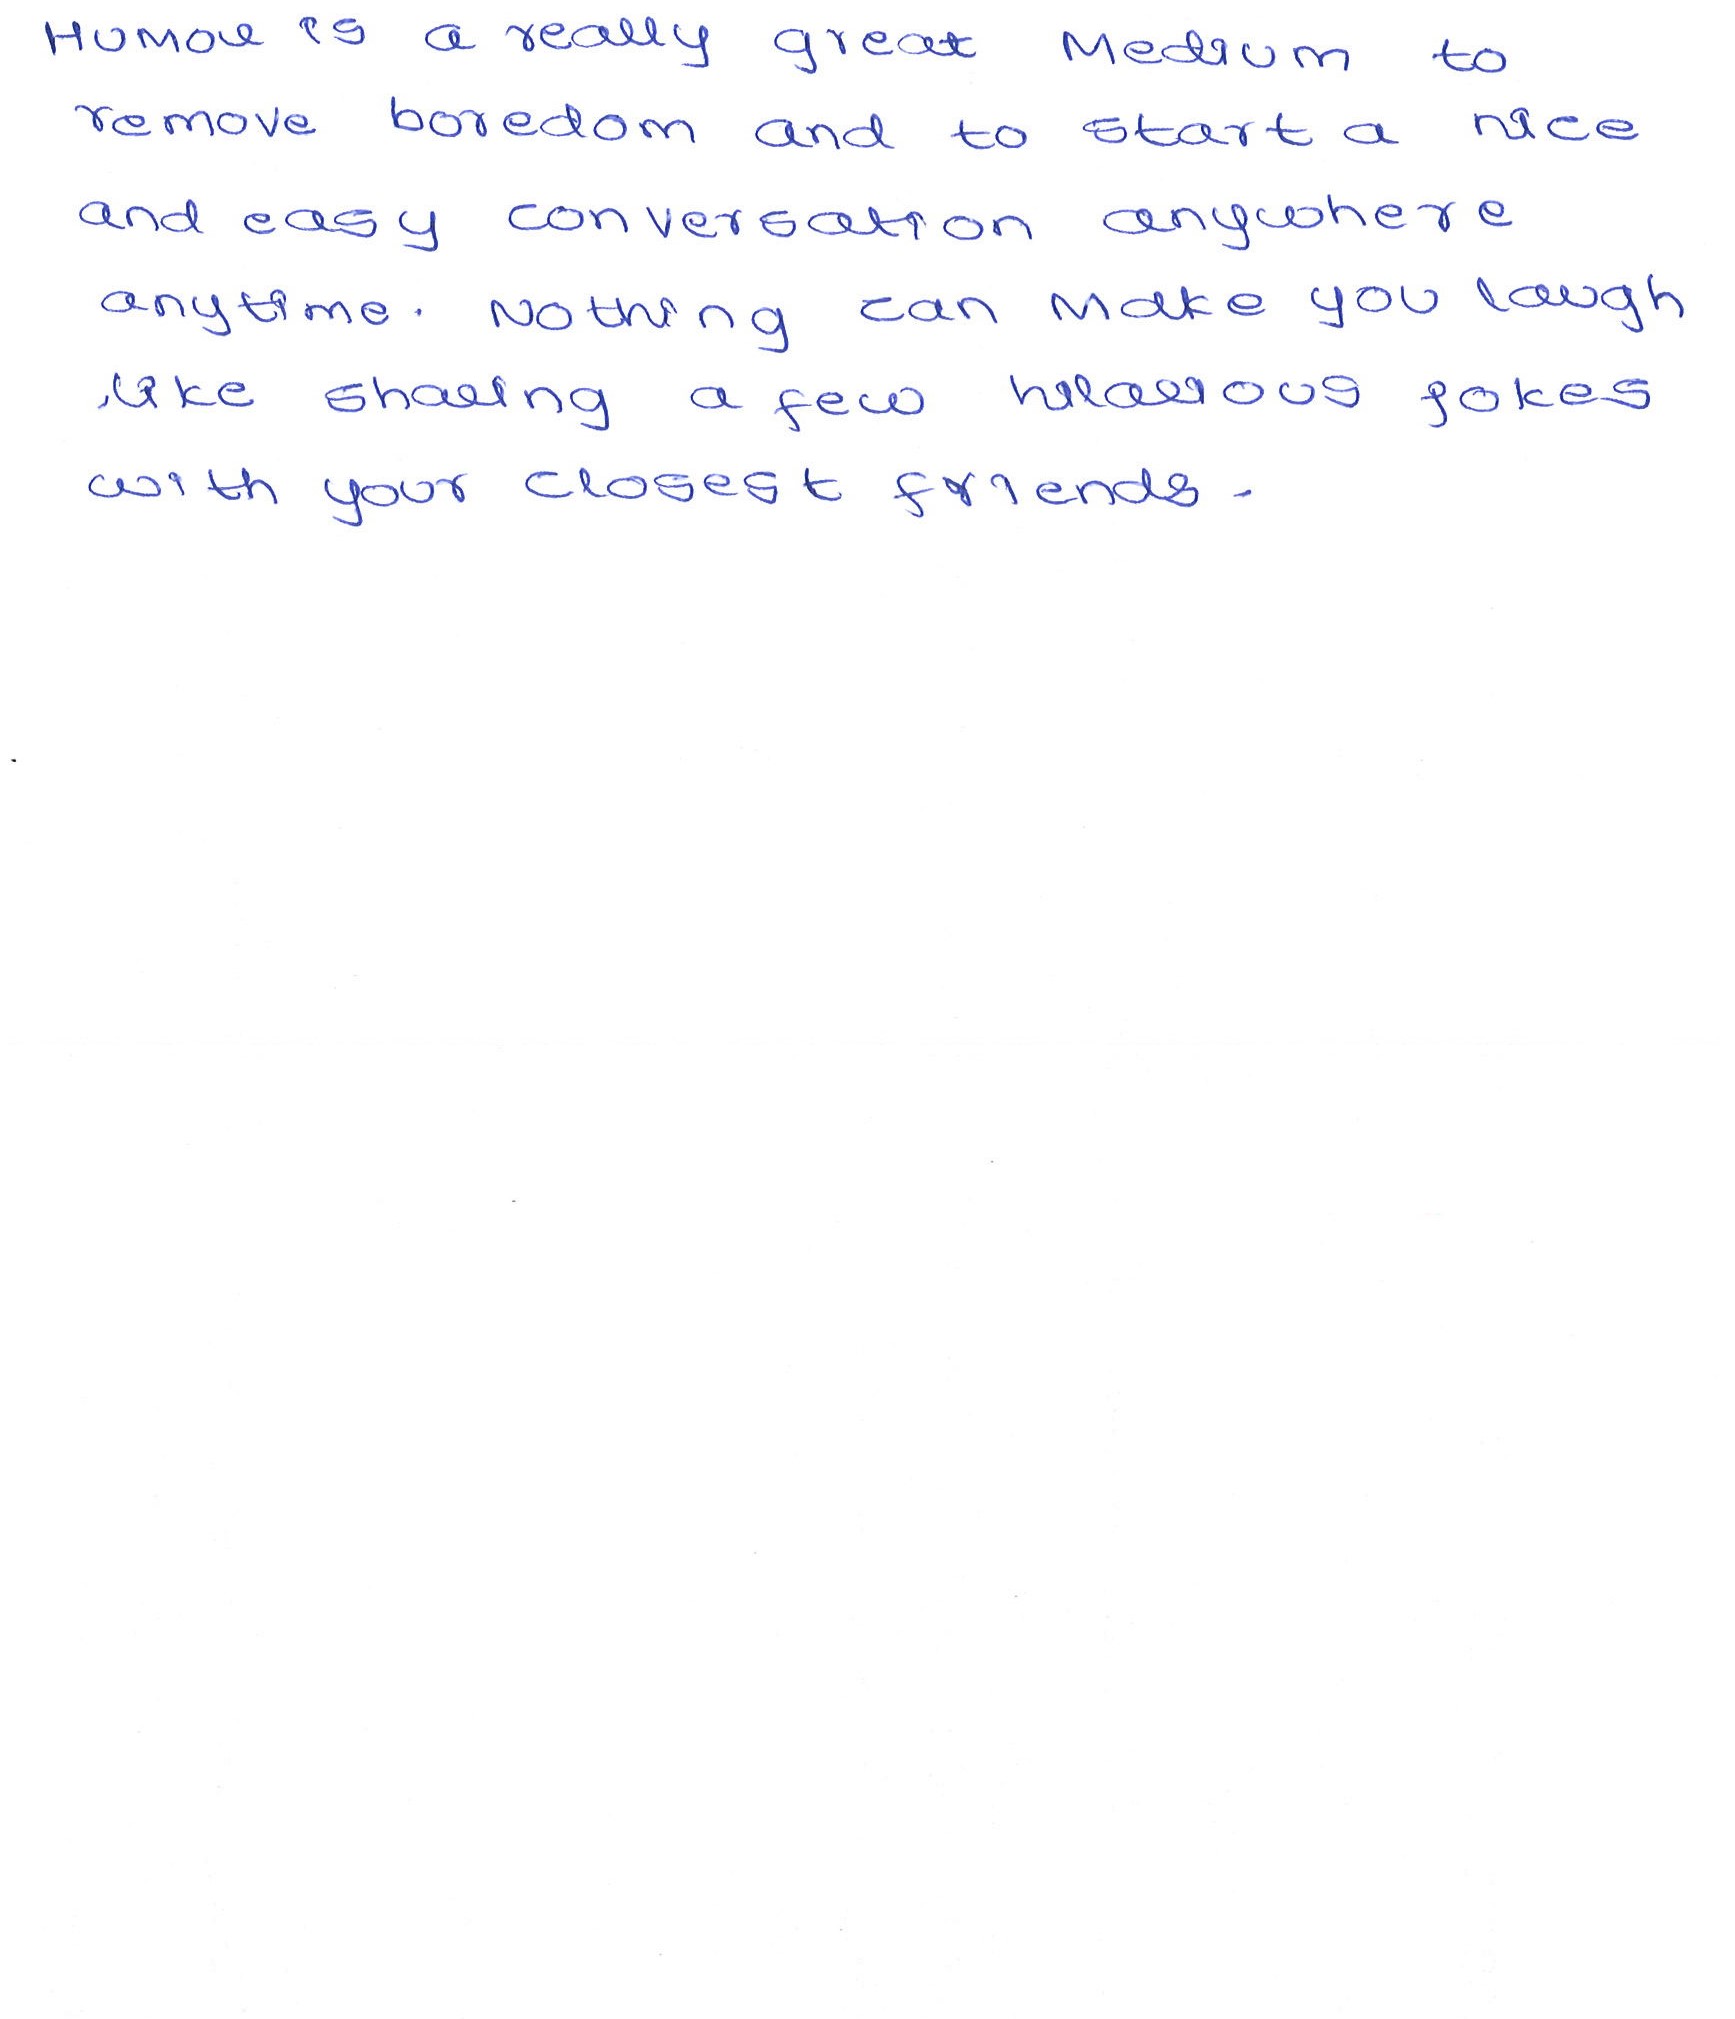 Humor is a really great Medium to
remove boredom and to start a nice
and easy conversation anywhere
anytime. Nothing can Make you laugh
like sharing a few hilarious jokes
with your closest friends.